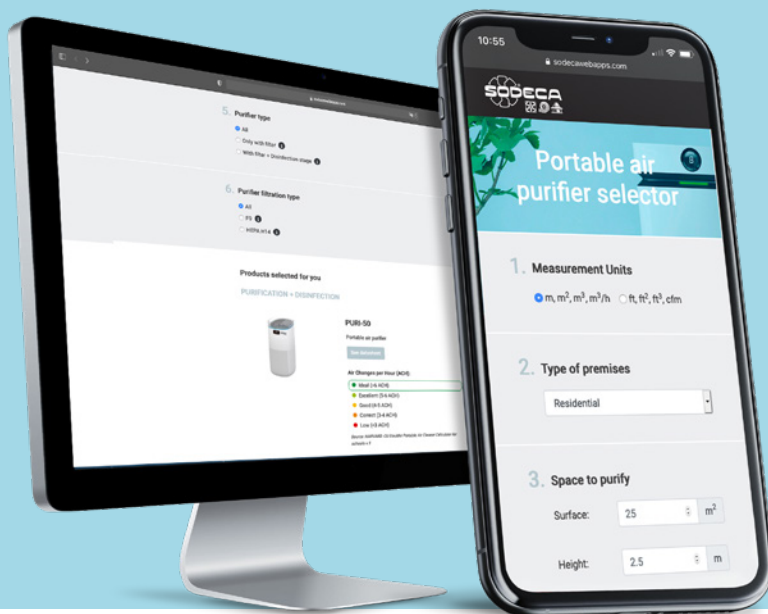 5. Purifier type
All
Only with filter
With filter + Disinfection stage
6. Purifier filtration type
All
F9
HEPA H14
Products selected for you
PURIFICATION + DISINFECTION
PURI-50
Portable air purifier
See datasheet
Air Changes per Hour (ACH):
Ideal (>6 ACH)
Excellent (5-6 ACH)
Good (4-5 ACH)
Correct (3-4 ACH)
Low (<3 ACH)
10:55
sodecawebapps.com
SODECA
Portable air
purifier selector
1. Measurement Units
m, m², m³, m³/h ft, ft², ft³, cfm
2. Type of premises
Residential
3. Space to purify
Surface: 25 m²
Height: 2.5 m